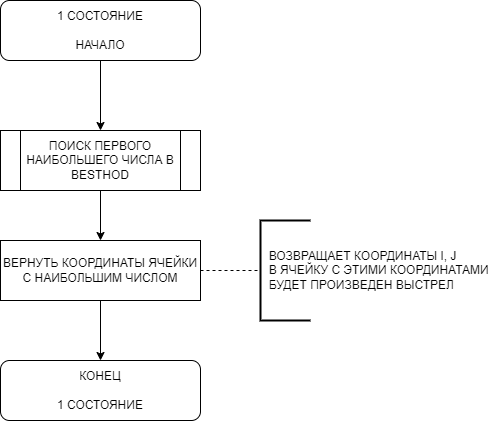 1 СОСТОЯНИЕ
НАЧАЛО
ПОИСК ПЕРВОГО
НАИБОЛЬШЕГО ЧИСЛА В
BESTHOD
ВЕРНУТЬ КООРДИНАТЫ ЯЧЕЙКИ
С НАИБОЛЬШИМ ЧИСЛОМ
ВОЗВРАЩАЕТ КООРДИНАТЫ I, J
В ЯЧЕЙКУ С ЭТИМИ КООРДИНАТАМИ
БУДЕТ ПРОИЗВЕДЕН ВЫСТРЕЛ
КОНЕЦ
1 СОСТОЯНИЕ